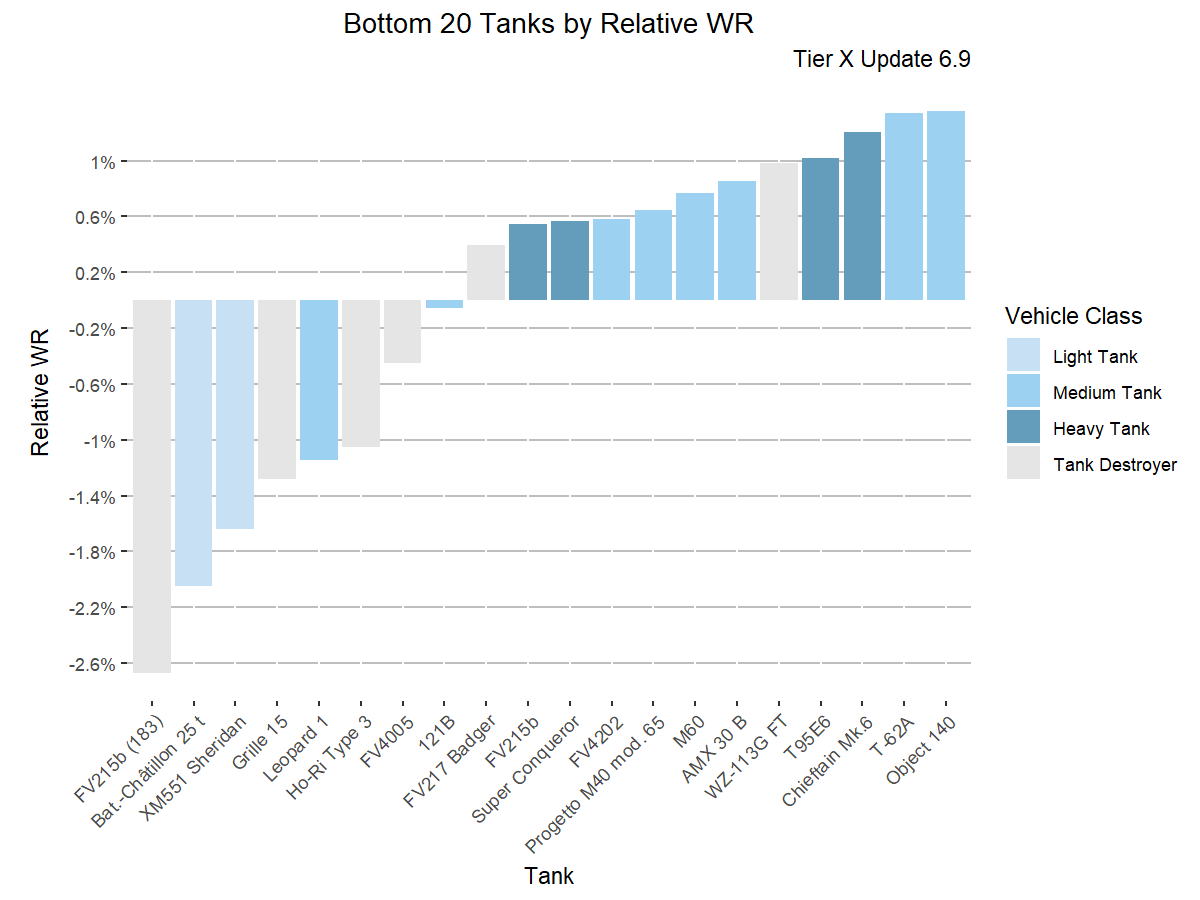 Bottom 20 Tanks by Relative WR
Tier X Update 6.9
1%
0.6%
0.2%
-0.2%
-0.6%
-1%
-1.4%
-1.8%
-2.2%
-2.6%
Relative WR
FV215b (183)
Bat.-Châtillon 25 t
XM551 Sheridan
Grille 15
Leopard 1
Ho-Ri Type 3
FV4005
121B
FV217 Badger
FV215b
Super Conqueror
FV4202
Progetto M40 mod. 65
M60
AMX 30 B
WZ-113G FT
T95E6
Chieftain Mk.6
T-62A
Object 140
Tank
Vehicle Class
Light Tank
Medium Tank
Heavy Tank
Tank Destroyer